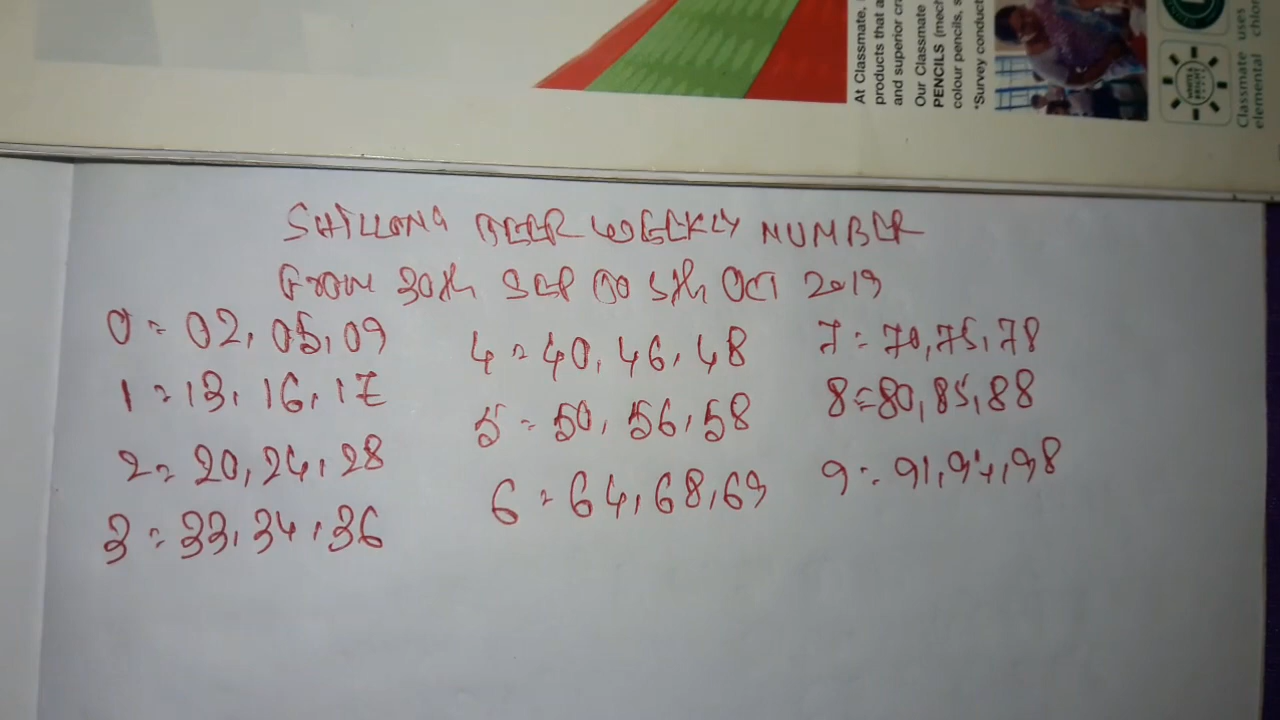 At Classmate,
products that a
and superior cra
Our Classmate
PENCILS (mech
colour pencils, s
*Survey conduct
Classmate uses
elemental chlor
SHILLONG TEER WEEKLY NUMBER
From 30th SEP TO 5th OCT 2019
0 = 02, 05, 09
1 = 13, 16, 17
2 = 20, 24, 28
3 = 33, 34, 36
4 = 40, 46, 48
5 = 50, 56, 58
6 = 64, 68, 69
7 = 70, 75, 78
8 = 80, 85, 88
9 = 91, 94, 98